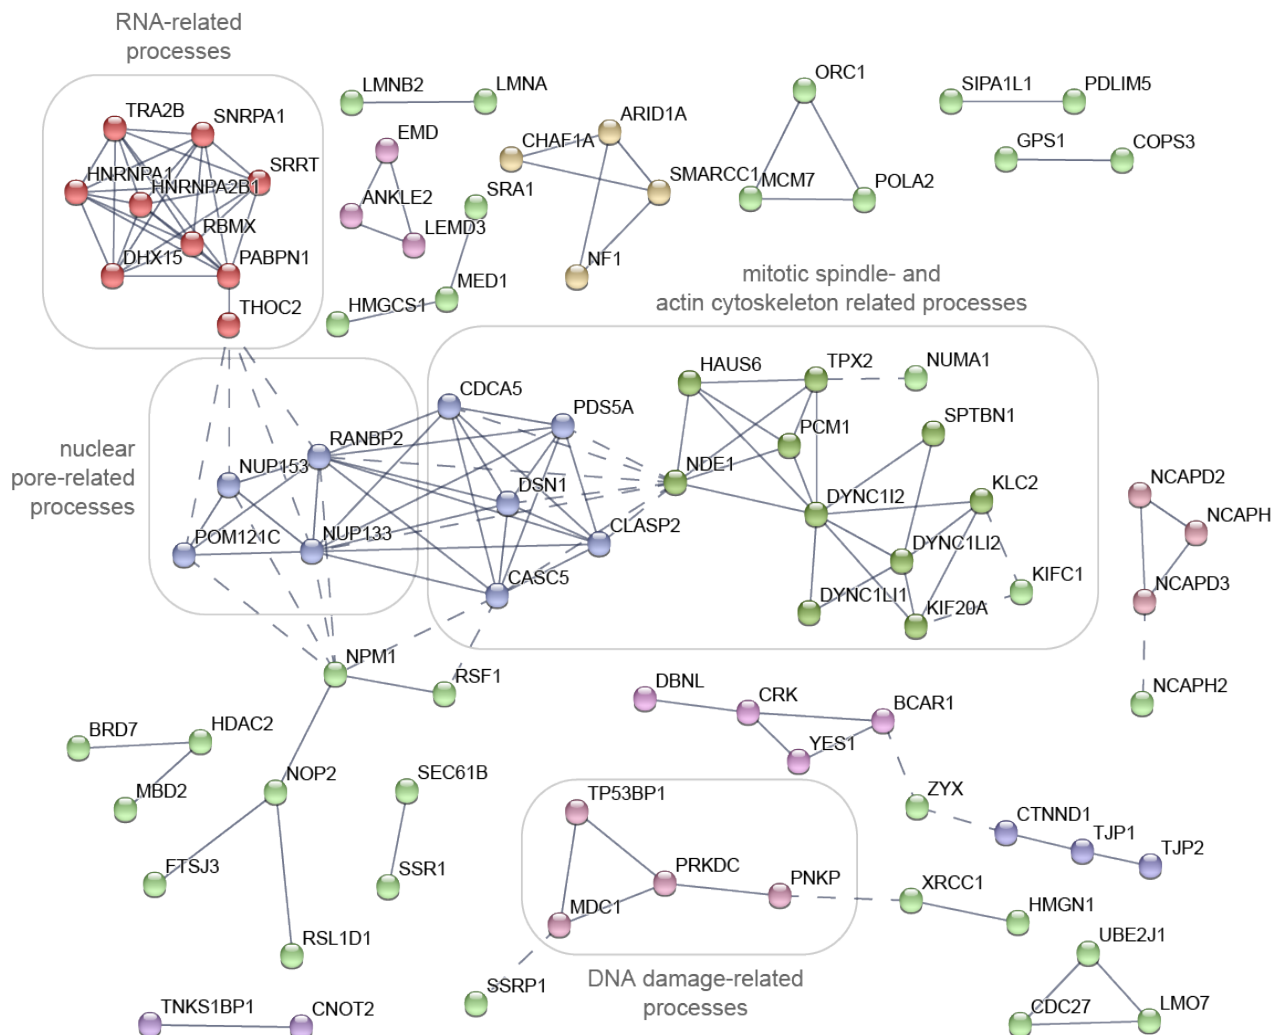 RNA-related
processes
TRA2B
SNRPA1
SRRT
HNRNPA1
HNRNPA2B1
RBMX
DHX15
PABPN1
THOC2
LMNB2
LMNA
EMD
ANKLE2
LEMD3
SRA1
MED1
HMGCS1
ARID1A
CHAF1A
SMARCC1
NF1
ORC1
MCM7
POLA2
SIPA1L1
PDLIM5
GPS1
COPS3
mitotic spindle- and
actin cytoskeleton related processes
nuclear
pore-related
processes
RANBP2
NUP153
POM121C
NUP133
CDCA5
PDS5A
DSN1
CLASP2
CASC5
HAUS6
TPX2
NUMA1
PCM1
SPTBN1
NDE1
DYNC1I2
KLC2
DYNC1LI2
DYNC1LI1
KIF20A
KIFC1
NCAPD2
NCAPH
NCAPD3
NCAPH2
NPM1
RSF1
BRD7
HDAC2
MBD2
NOP2
FTSJ3
RSL1D1
SEC61B
SSR1
DBNL
CRK
BCAR1
YES1
ZYX
CTNND1
TJP1
TJP2
TP53BP1
PRKDC
PNKP
MDC1
XRCC1
HMGN1
SSRP1
DNA damage-related
processes
UBE2J1
CDC27
LMO7
TNKS1BP1
CNOT2